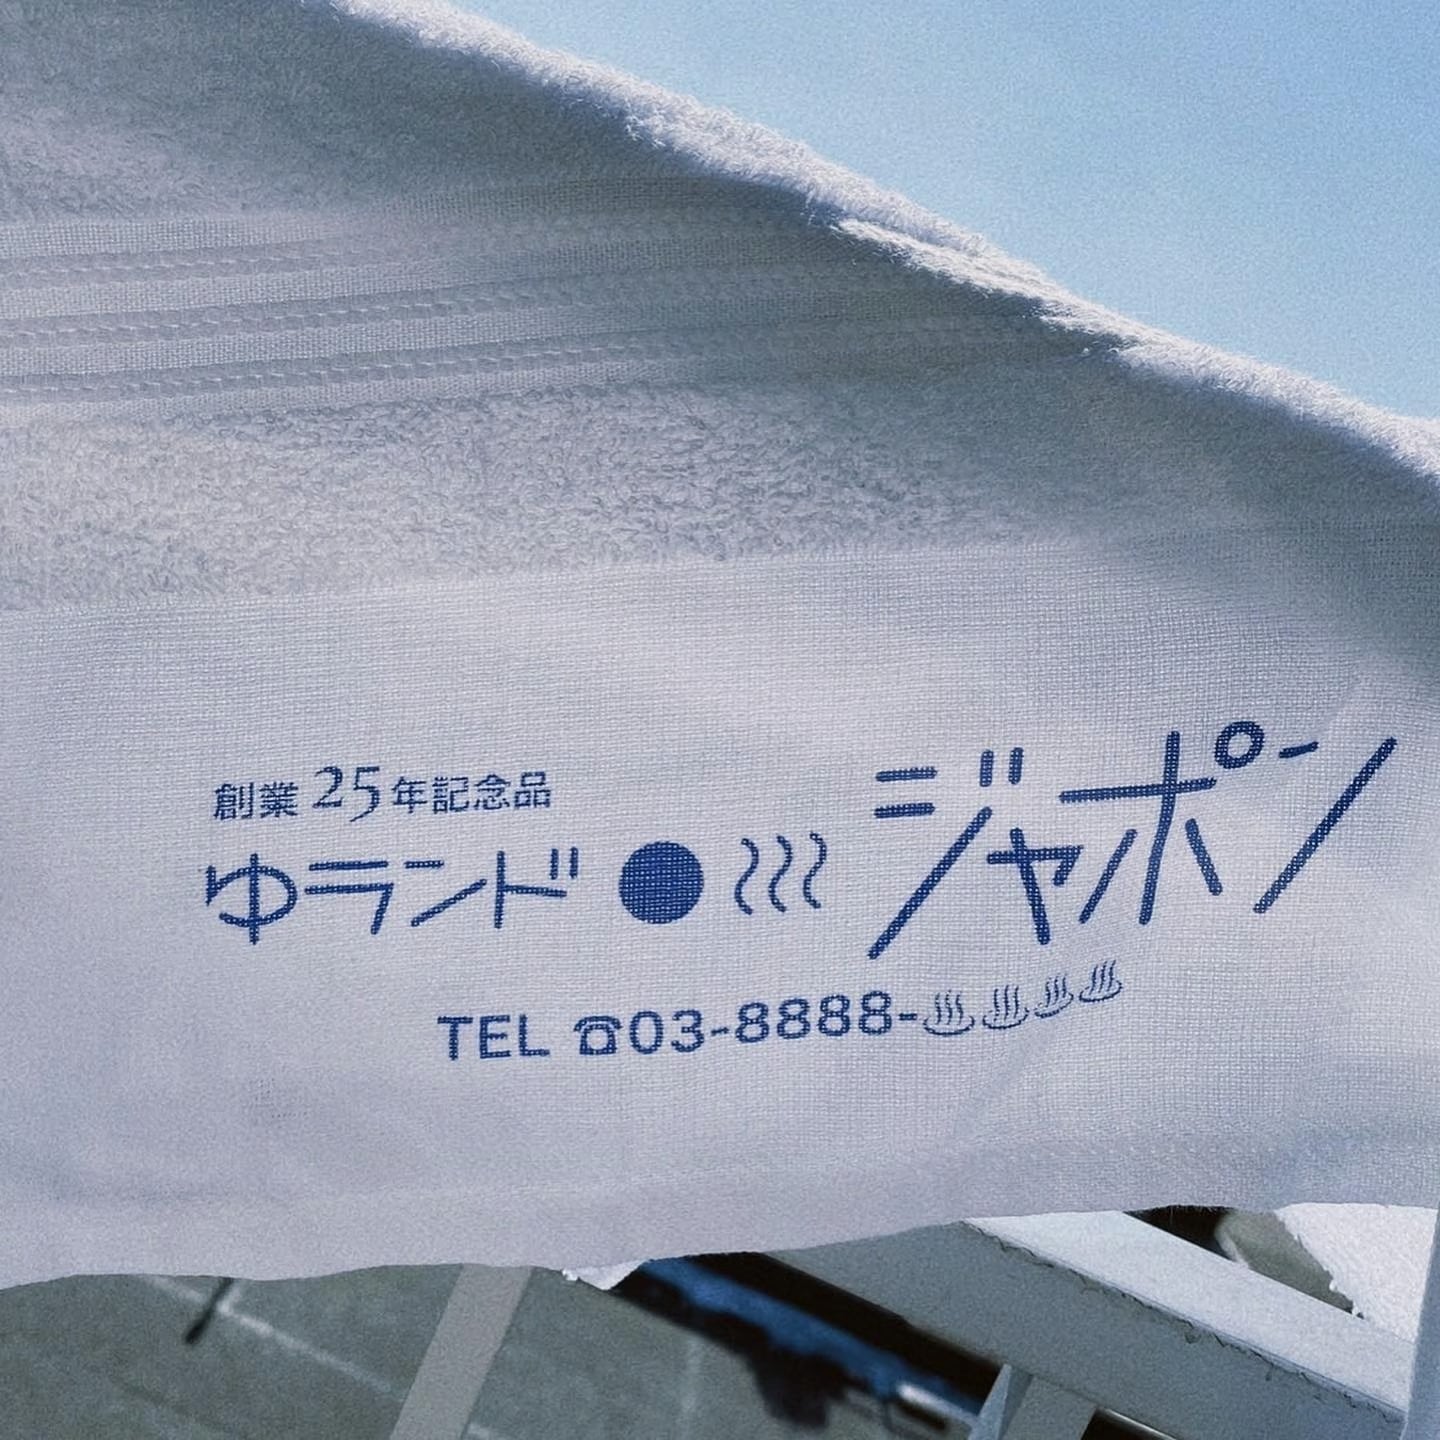 創業25年記念品
ゆランド ジャポン
TEL ☎03-8888-♨♨♨♨